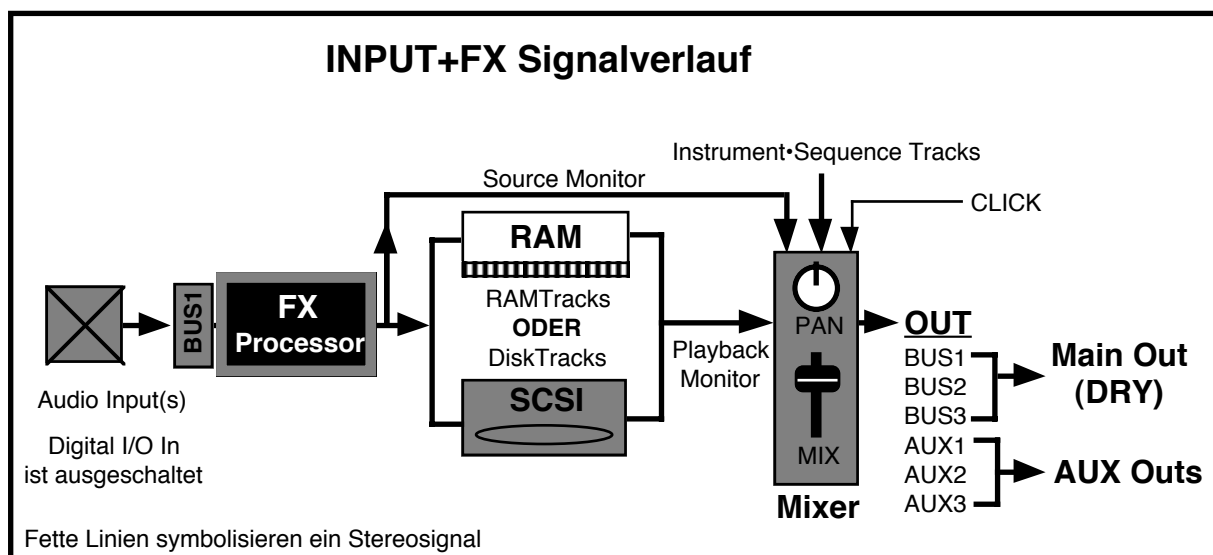 INPUT+FX Signalverlauf
Instrument•Sequence Tracks
Source Monitor
CLICK
BUS1
FX
Processor
RAM
RAMTracks
ODER
DiskTracks
SCSI
Playback
Monitor
PAN
MIX
Mixer
OUT
BUS1
BUS2
BUS3
AUX1
AUX2
AUX3
Main Out
(DRY)
AUX Outs
Audio Input(s)
Digital I/O In
ist ausgeschaltet
Fette Linien symbolisieren ein Stereosignal